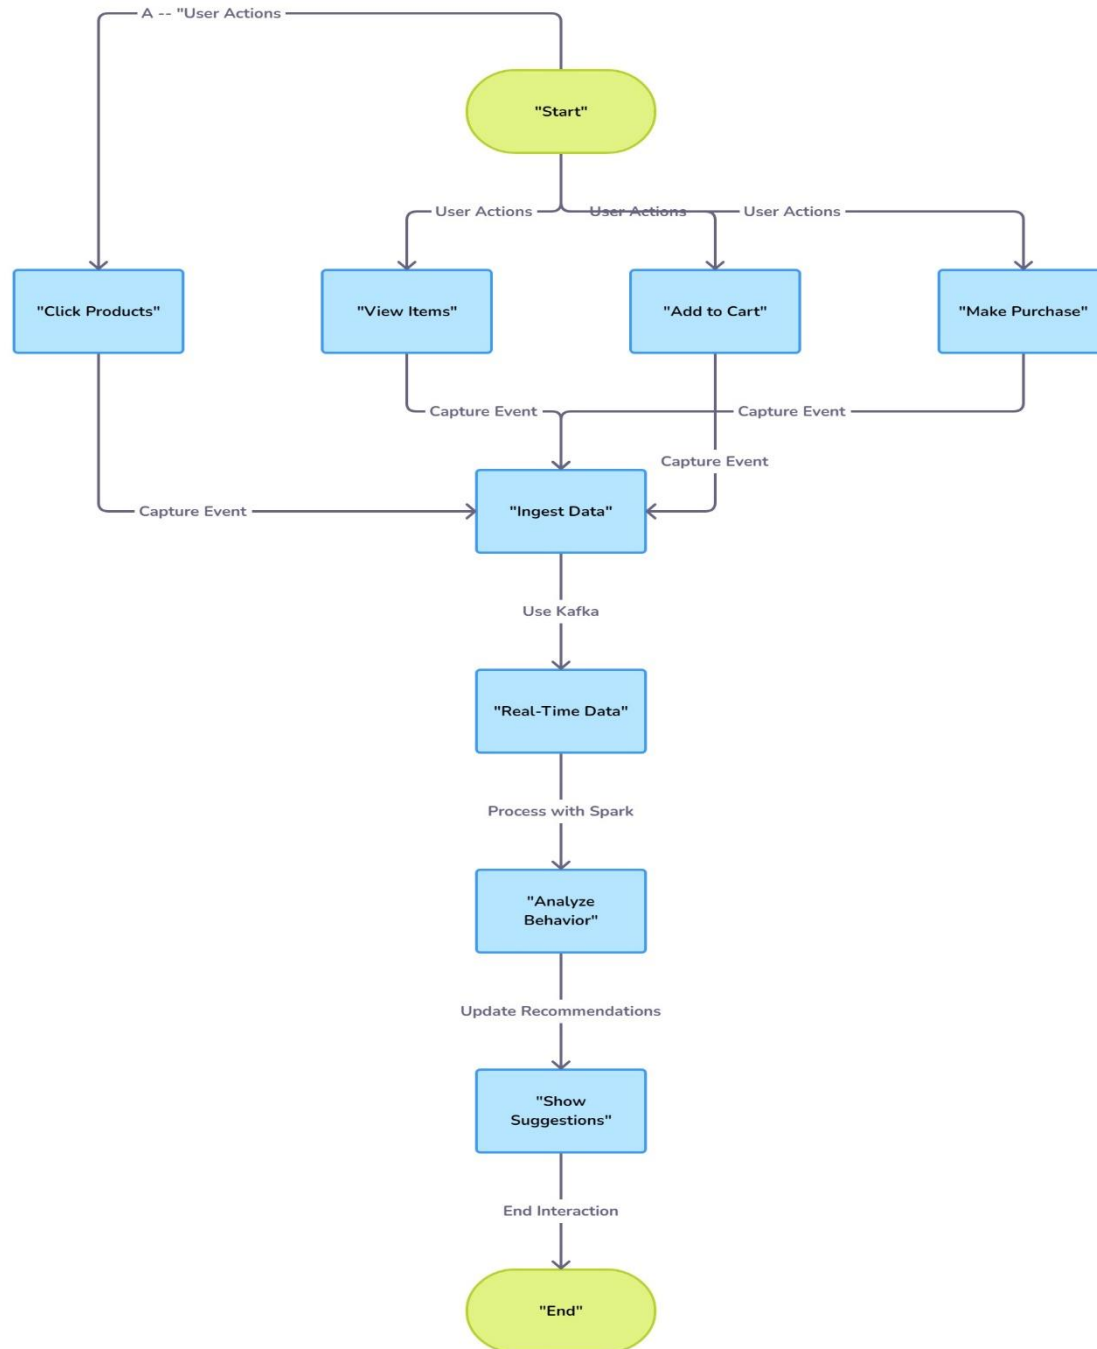 A -- "User Actions
"Start"
User Actions
User Actions
User Actions
"Click Products"
"View Items"
"Add to Cart"
"Make Purchase"
Capture Event
Capture Event
Capture Event
Capture Event
"Ingest Data"
Use Kafka
"Real-Time Data"
Process with Spark
"Analyze
Behavior"
Update Recommendations
"Show
Suggestions"
End Interaction
"End"